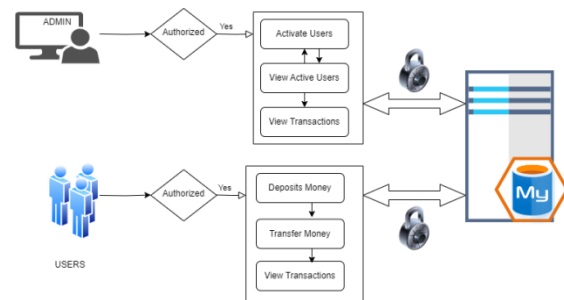 ADMIN
Authorized
Yes
Activate Users
View Active Users
View Transactions
USERS
Authorized
Yes
Deposits Money
Transfer Money
View Transactions
My